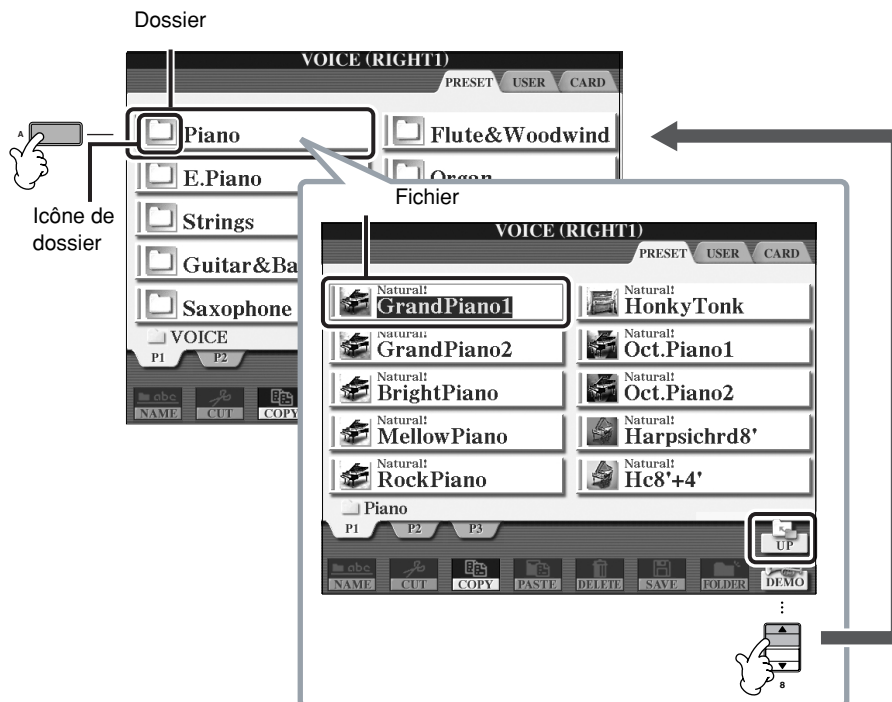 Dossier
VOICE (RIGHT1)
PRESET USER CARD
A
Piano
Flute&Woodwind
E.Piano
Organ
Strings
Guitar&Ba
Saxophone
VOICE
P1 P2
abc
NAME CUT COPY
Icône de
dossier
Fichier
VOICE (RIGHT1)
PRESET USER CARD
Natural!
GrandPiano1
Natural!
HonkyTonk
Natural!
GrandPiano2
Natural!
Oct.Piano1
Natural!
BrightPiano
Natural!
Oct.Piano2
Natural!
MellowPiano
Natural!
Harpsichrd8'
Natural!
RockPiano
Natural!
Hc8'+4'
Piano
P1 P2 P3
UP
abc
NAME CUT COPY PASTE DELETE SAVE FOLDER DEMO
8